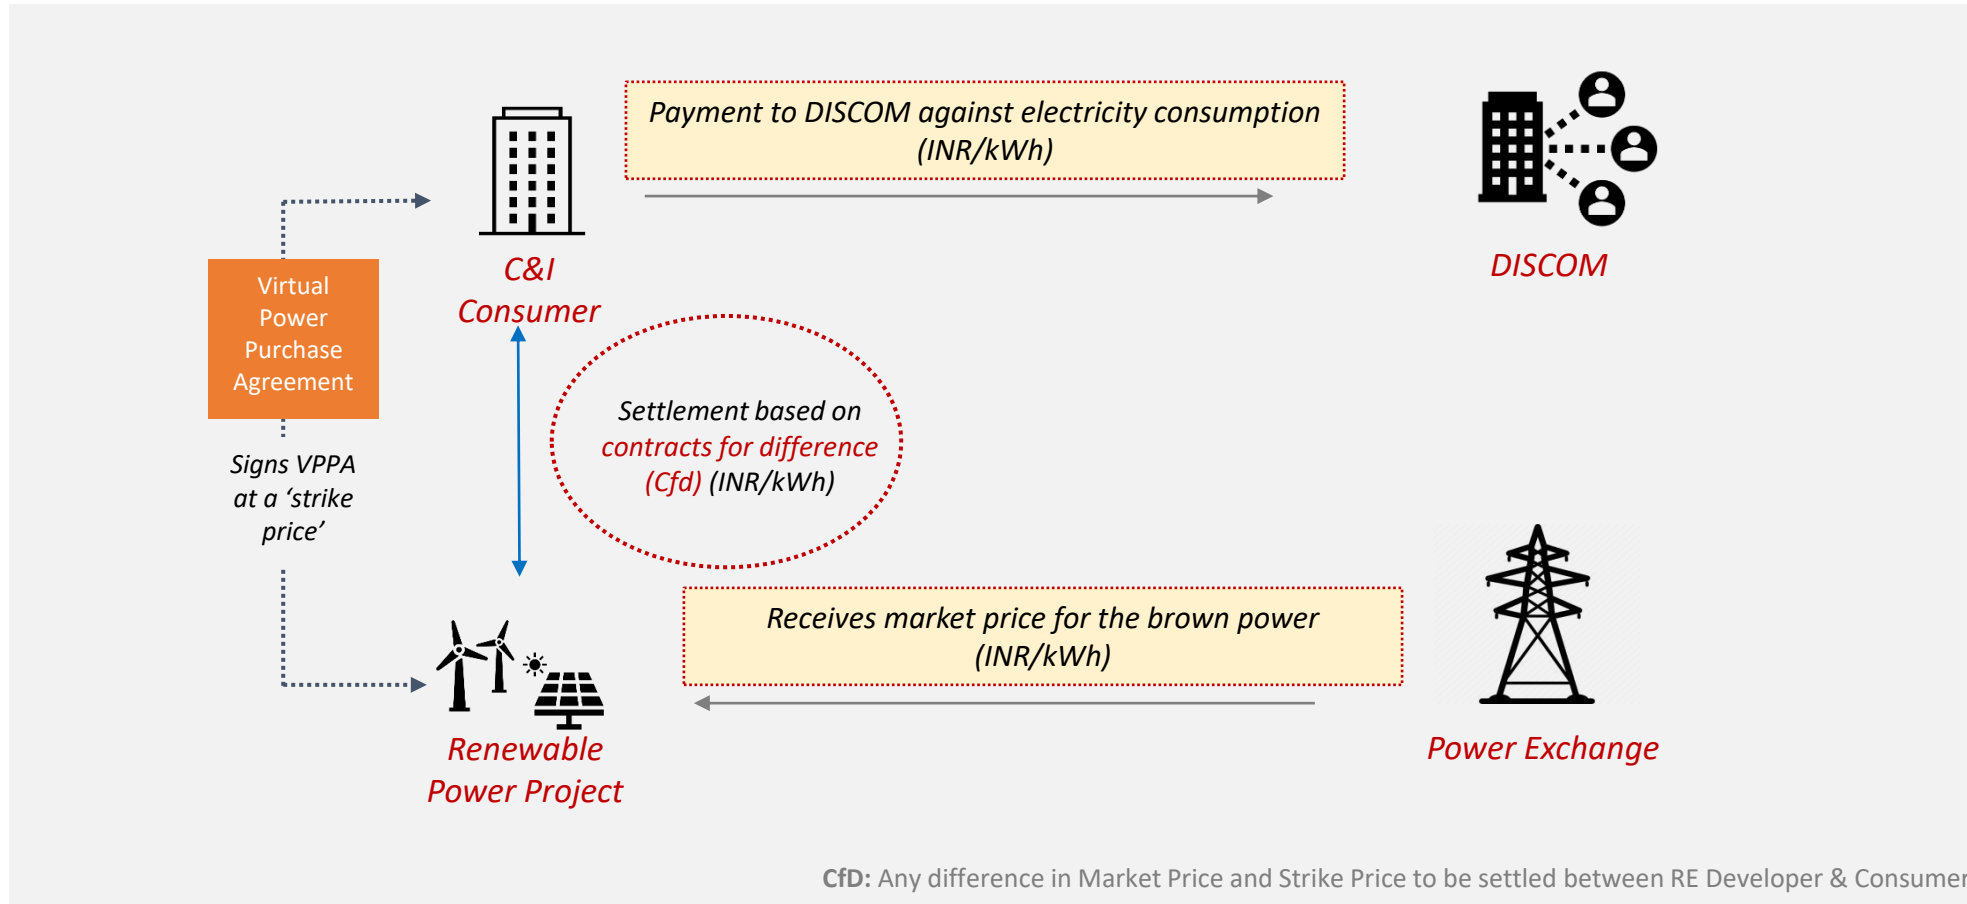 Payment to DISCOM against electricity consumption
(INR/kWh)
C&I
Consumer
DISCOM
Virtual
Power
Purchase
Agreement
Signs VPPA
at a ‘strike
price’
Settlement based on
contracts for difference
(Cfd) (INR/kWh)
Receives market price for the brown power
(INR/kWh)
Renewable
Power Project
Power Exchange
CfD: Any difference in Market Price and Strike Price to be settled between RE Developer & Consumer